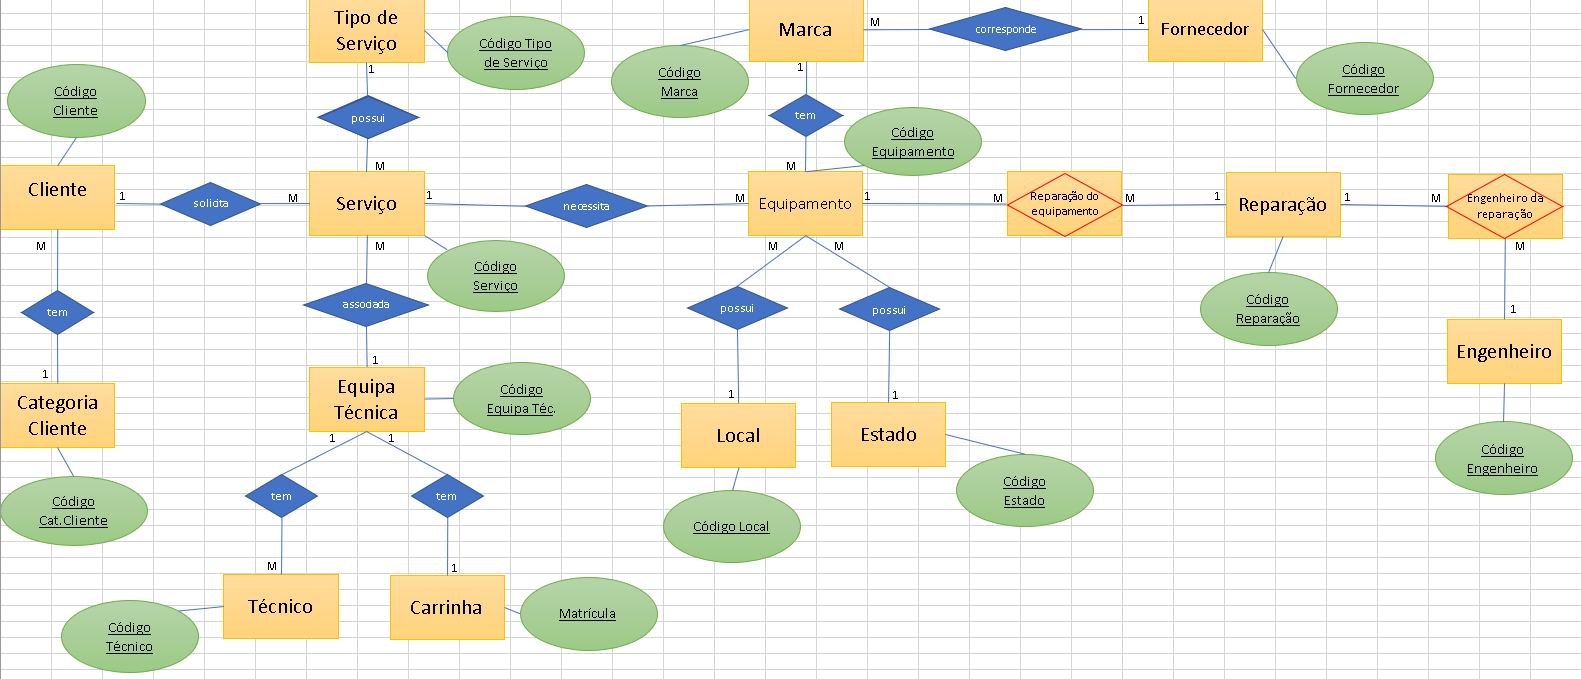 Tipo de
Serviço
Código Tipo
de Serviço
Marca
M
corresponde
1
Fornecedor
Código
Marca
Código
Fornecedor
1
1
Código
Cliente
possui
tem
Código
Equipamento
M
M
Cliente
1
solicita
M
Serviço
1
necessita
M
Equipamento
1
M
Reparação do
equipamento
M
1
Reparação
1
M
Engenheiro da
reparação
M
M
M
M
M
Código
Serviço
tem
associada
possui
possui
Código
Reparação
1
1
1
1
1
Engenheiro
Categoria
Cliente
Equipa
Técnica
Código
Equipa Téc.
Local
Estado
1
1
Código
Engenheiro
Código
Cat.Cliente
tem
tem
Código
Estado
Código Local
M
1
Técnico
Carrinha
Matrícula
Código
Técnico